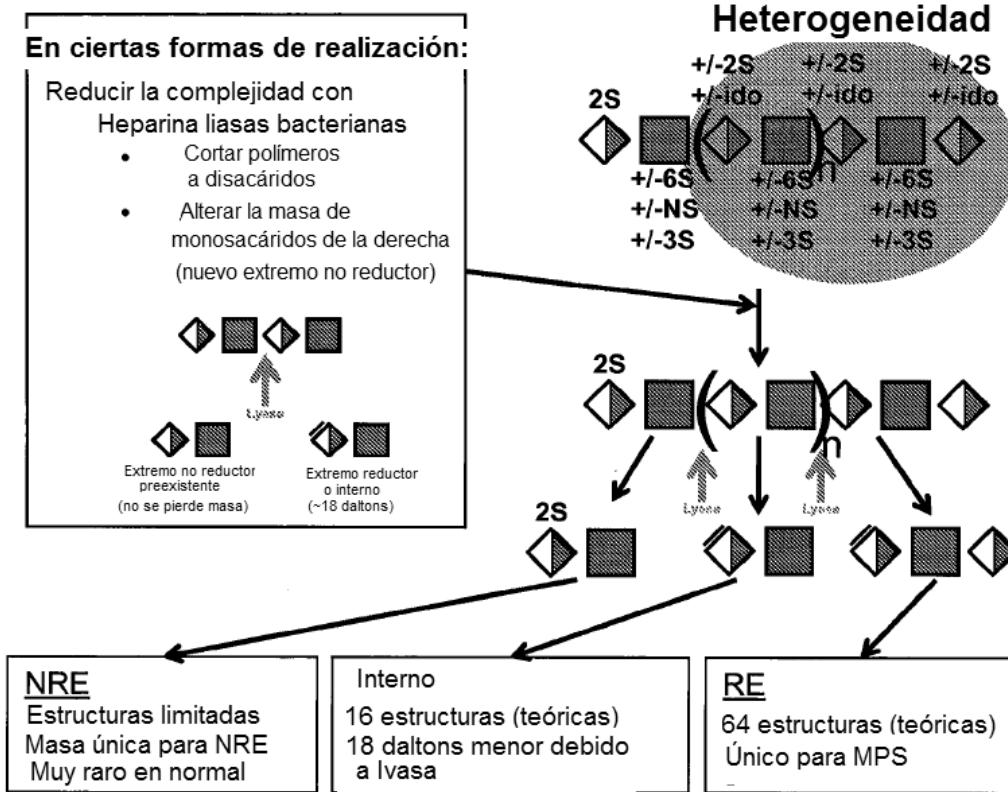 En ciertas formas de realización:
Reducir la complejidad con
Heparina liasas bacterianas
• Cortar polímeros
a disacáridos
• Alterar la masa de
monosacáridos de la derecha
(nuevo extremo no reductor)
Lyase
Extremo no reductor
preexistente
(no se pierde masa)
Extremo reductor
o interno
(~18 daltons)
Heterogeneidad
+/-2S +/-2S +/-2S
2S +/-ido +/-ido +/-ido
( ) n
+/-6S +/-6S +/-6S
+/-NS +/-NS +/-NS
+/-3S +/-3S +/-3S
2S
( ) n
Lyase Lyase
2S
NRE
Estructuras limitadas
Masa única para NRE
Muy raro en normal
Interno
16 estructuras (teóricas)
18 daltons menor debido
a lvasa
RE
64 estructuras (teóricas)
Único para MPS